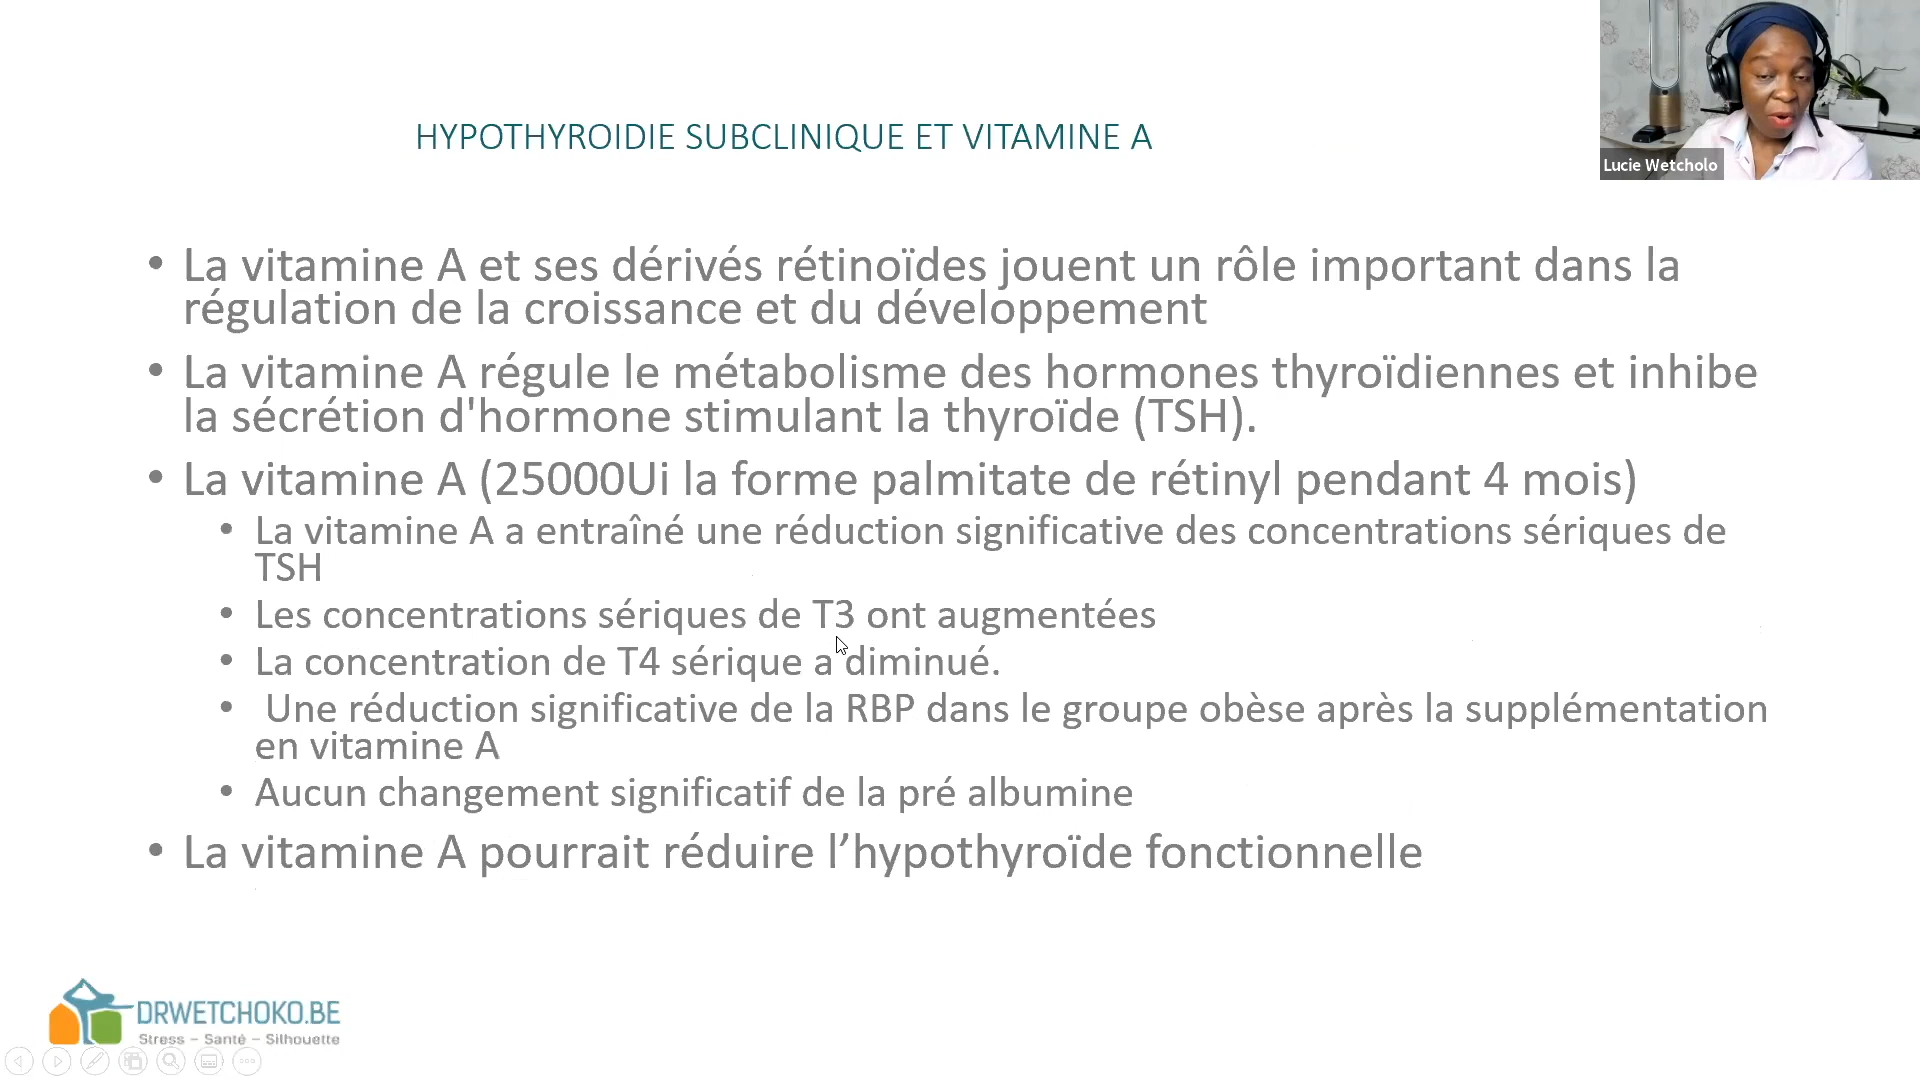 HYPOTHYROIDIE SUBCLINIQUE ET VITAMINE A
Lucie Wetcholo
• La vitamine A et ses dérivés rétinoïdes jouent un rôle important dans la
régulation de la croissance et du développement
• La vitamine A régule le métabolisme des hormones thyroïdiennes et inhibe
la sécrétion d'hormone stimulant la thyroïde (TSH).
• La vitamine A (25000Ui la forme palmitate de rétinyl pendant 4 mois)
• La vitamine A a entraîné une réduction significative des concentrations sériques de
TSH
• Les concentrations sériques de T3 ont augmentées
• La concentration de T4 sérique a diminué.
• Une réduction significative de la RBP dans le groupe obèse après la supplémentation
en vitamine A
• Aucun changement significatif de la pré albumine
• La vitamine A pourrait réduire l’hypothyroïde fonctionnelle
DRWETCHOKO.BE
Stress – Santé – Silhouette